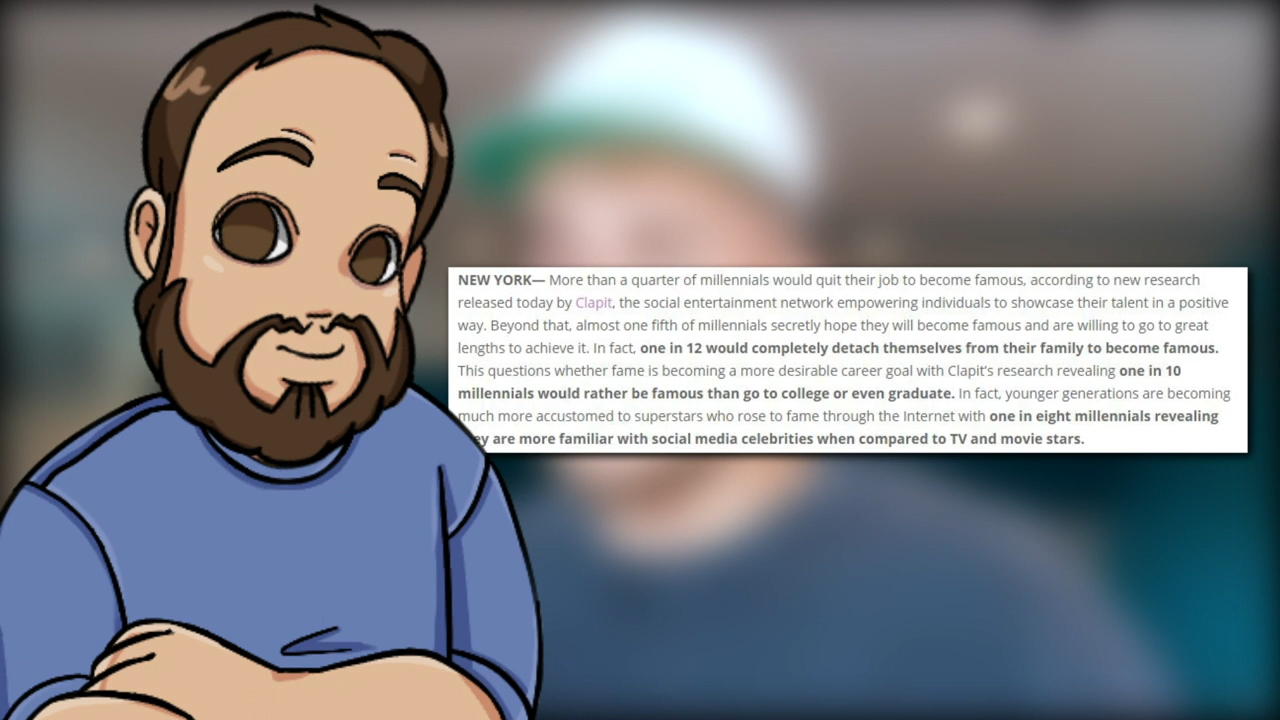 NEW YORK— More than a quarter of millennials would quit their job to become famous, according to new research
released today by Clapit, the social entertainment network empowering individuals to showcase their talent in a positive
way. Beyond that, almost one fifth of millennials secretly hope they will become famous and are willing to go to great
lengths to achieve it. In fact, one in 12 would completely detach themselves from their family to become famous.
This questions whether fame is becoming a more desirable career goal with Clapit’s research revealing one in 10
millennials would rather be famous than go to college or even graduate. In fact, younger generations are becoming
much more accustomed to superstars who rose to fame through the Internet with one in eight millennials revealing
ey are more familiar with social media celebrities when compared to TV and movie stars.